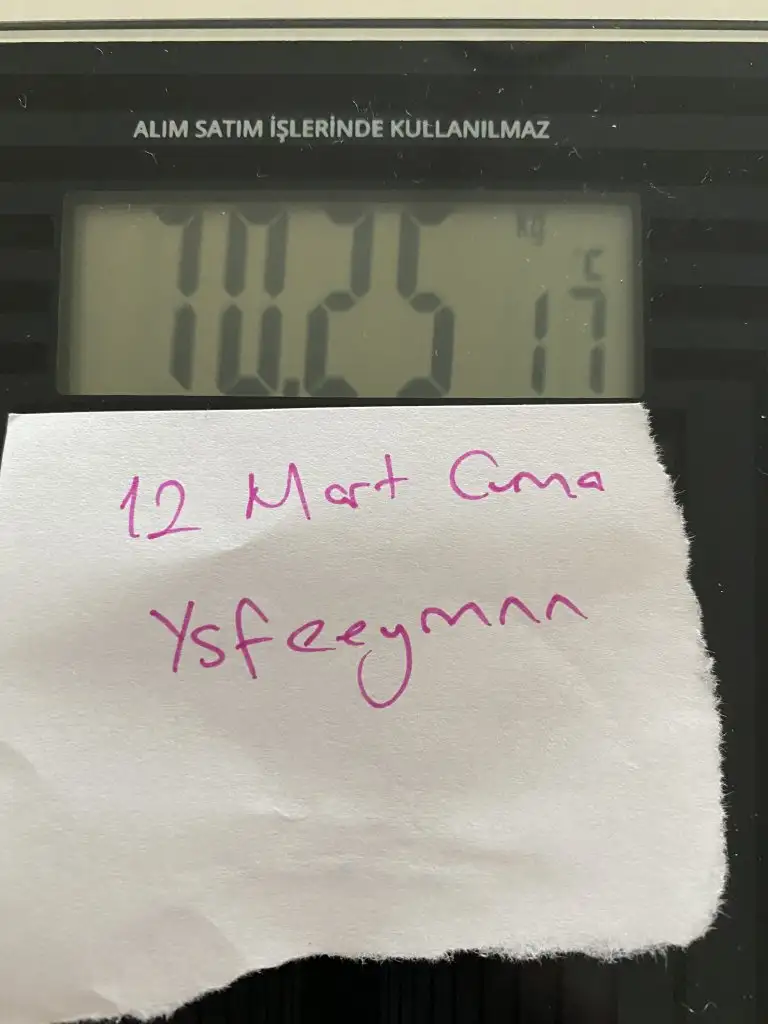 ALIM SATIM İŞLERİNDE KULLANILMAZ
kg
70.25
°C
17
12 Mart Cuma
Ysfeeymnn